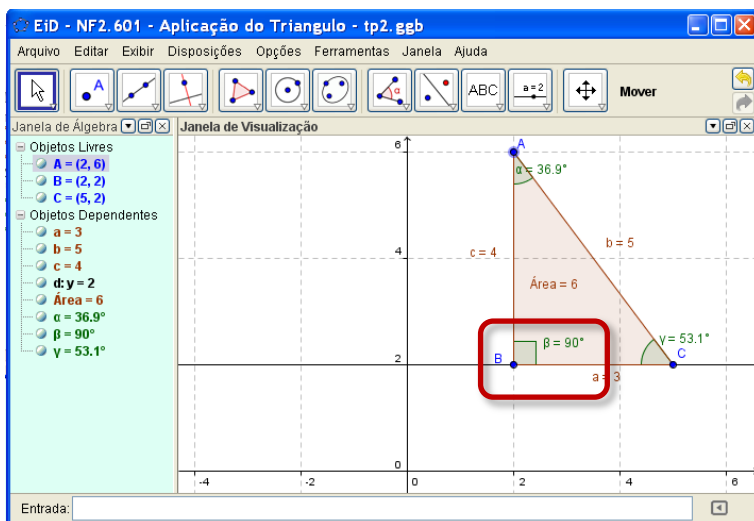 EiD - NF2.601 - Aplicação do Triangulo - tp2.ggb
Arquivo Editar Exibir Disposições Opções Ferramentas Janela Ajuda
A α ABC a = 2 Mover
Janela de Álgebra
Objetos Livres
A = (2, 6)
B = (2, 2)
C = (5, 2)
Objetos Dependentes
a = 3
b = 5
c = 4
d: y = 2
Área = 6
α = 36.9°
β = 90°
γ = 53.1°
Janela de Visualização
6
A
α = 36.9°
b = 5
4
c = 4
Área = 6
β = 90°
γ = 53.1°
2
B
C
a = 3
0
-4 -2 0 2 4 6
Entrada: